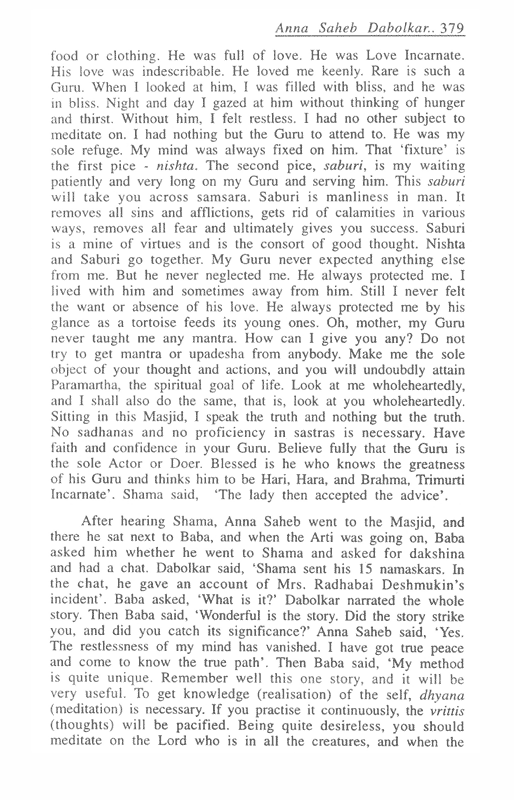 Anna Saheb Dabolkar.. 379
food or clothing. He was full of love. He was Love Incarnate.
His love was indescribable. He loved me keenly. Rare is such a
Guru. When I looked at him, I was filled with bliss, and he was
in bliss. Night and day I gazed at him without thinking of hunger
and thirst. Without him, I felt restless. I had no other subject to
meditate on. I had nothing but the Guru to attend to. He was my
sole refuge. My mind was always fixed on him. That ‘fixture’ is
the first pice - nishta. The second pice, saburi, is my waiting
patiently and very long on my Guru and serving him. This saburi
will take you across samsara. Saburi is manliness in man. It
removes all sins and afflictions, gets rid of calamities in various
ways, removes all fear and ultimately gives you success. Saburi
is a mine of virtues and is the consort of good thought. Nishta
and Saburi go together. My Guru never expected anything else
from me. But he never neglected me. He always protected me. I
lived with him and sometimes away from him. Still I never felt
the want or absence of his love. He always protected me by his
glance as a tortoise feeds its young ones. Oh, mother, my Guru
never taught me any mantra. How can I give you any? Do not
try to get mantra or upadesha from anybody. Make me the sole
object of your thought and actions, and you will undoubdly attain
Paramartha, the spiritual goal of life. Look at me wholeheartedly,
and I shall also do the same, that is, look at you wholeheartedly.
Sitting in this Masjid, I speak the truth and nothing but the truth.
No sadhanas and no proficiency in sastras is necessary. Have
faith and confidence in your Guru. Believe fully that the Guru is
the sole Actor or Doer. Blessed is he who knows the greatness
of his Guru and thinks him to be Hari, Hara, and Brahma, Trimurti
Incarnate’. Shama said, ‘The lady then accepted the advice’.
After hearing Shama, Anna Saheb went to the Masjid, and
there he sat next to Baba, and when the Arti was going on, Baba
asked him whether he went to Shama and asked for dakshina
and had a chat. Dabolkar said, ‘Shama sent his 15 namaskars. In
the chat, he gave an account of Mrs. Radhabai Deshmukin’s
incident’. Baba asked, ‘What is it?’ Dabolkar narrated the whole
story. Then Baba said, ‘Wonderful is the story. Did the story strike
you, and did you catch its significance?’ Anna Saheb said, ‘Yes.
The restlessness of my mind has vanished. I have got true peace
and come to know the true path’. Then Baba said, ‘My method
is quite unique. Remember well this one story, and it will be
very useful. To get knowledge (realisation) of the self, dhyana
(meditation) is necessary. If you practise it continuously, the vrittis
(thoughts) will be pacified. Being quite desireless, you should
meditate on the Lord who is in all the creatures, and when the